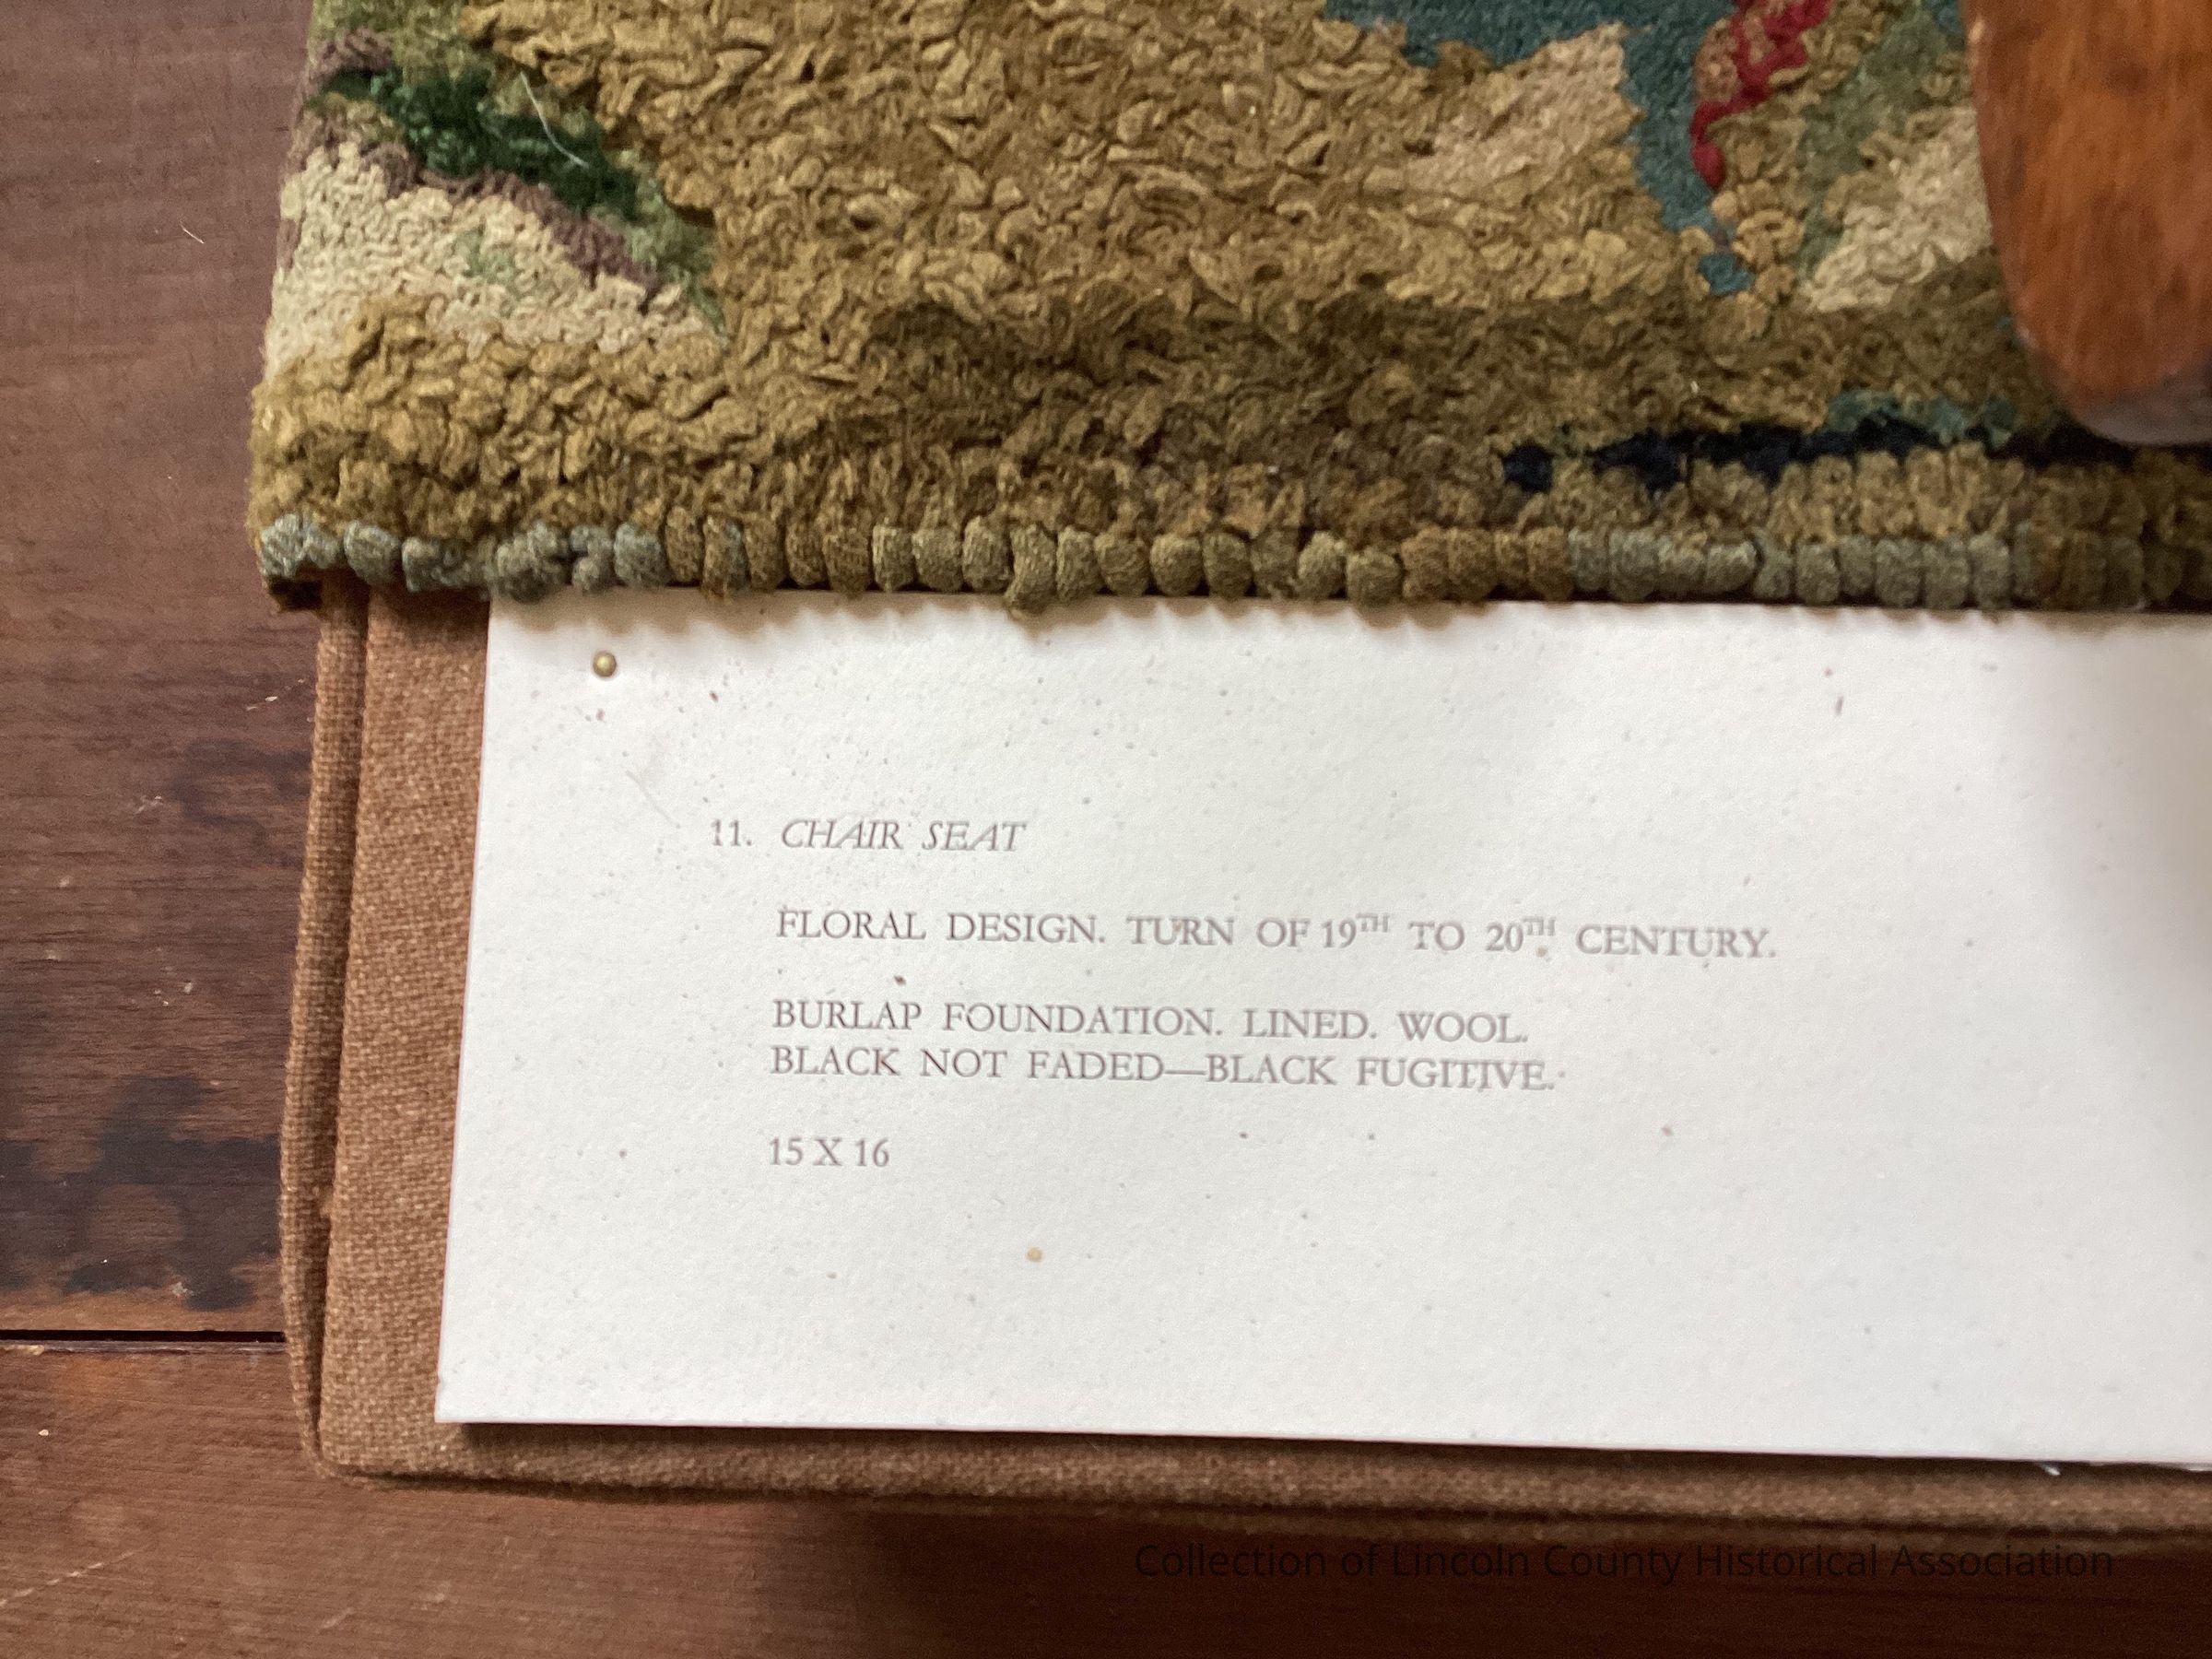 11. CHAIR SEAT
FLORAL DESIGN. TURN OF 19TH TO 20TH CENTURY.
BURLAP FOUNDATION. LINED. WOOL.
BLACK NOT FADED—BLACK FUGITIVE.
15 X 16
Collection of Lincoln County Historical Association